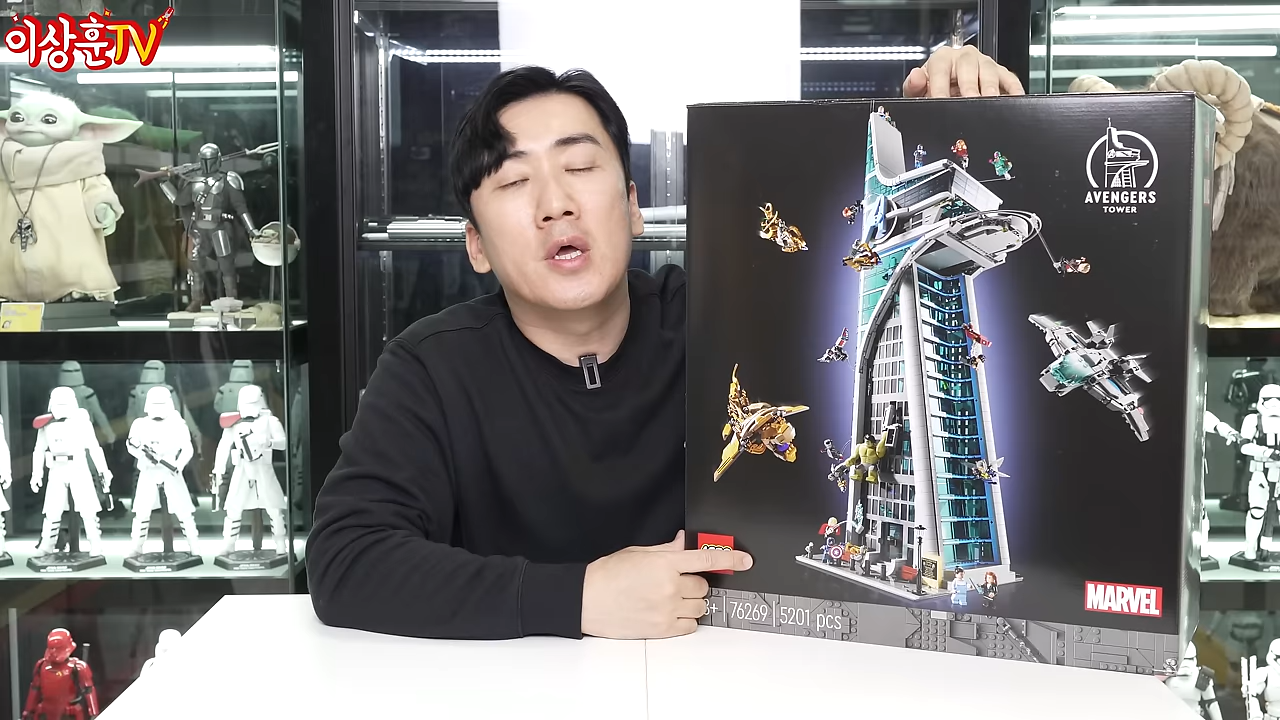 이상훈TV
AVENGERS
TOWER
76269 5201 pcs
MARVEL